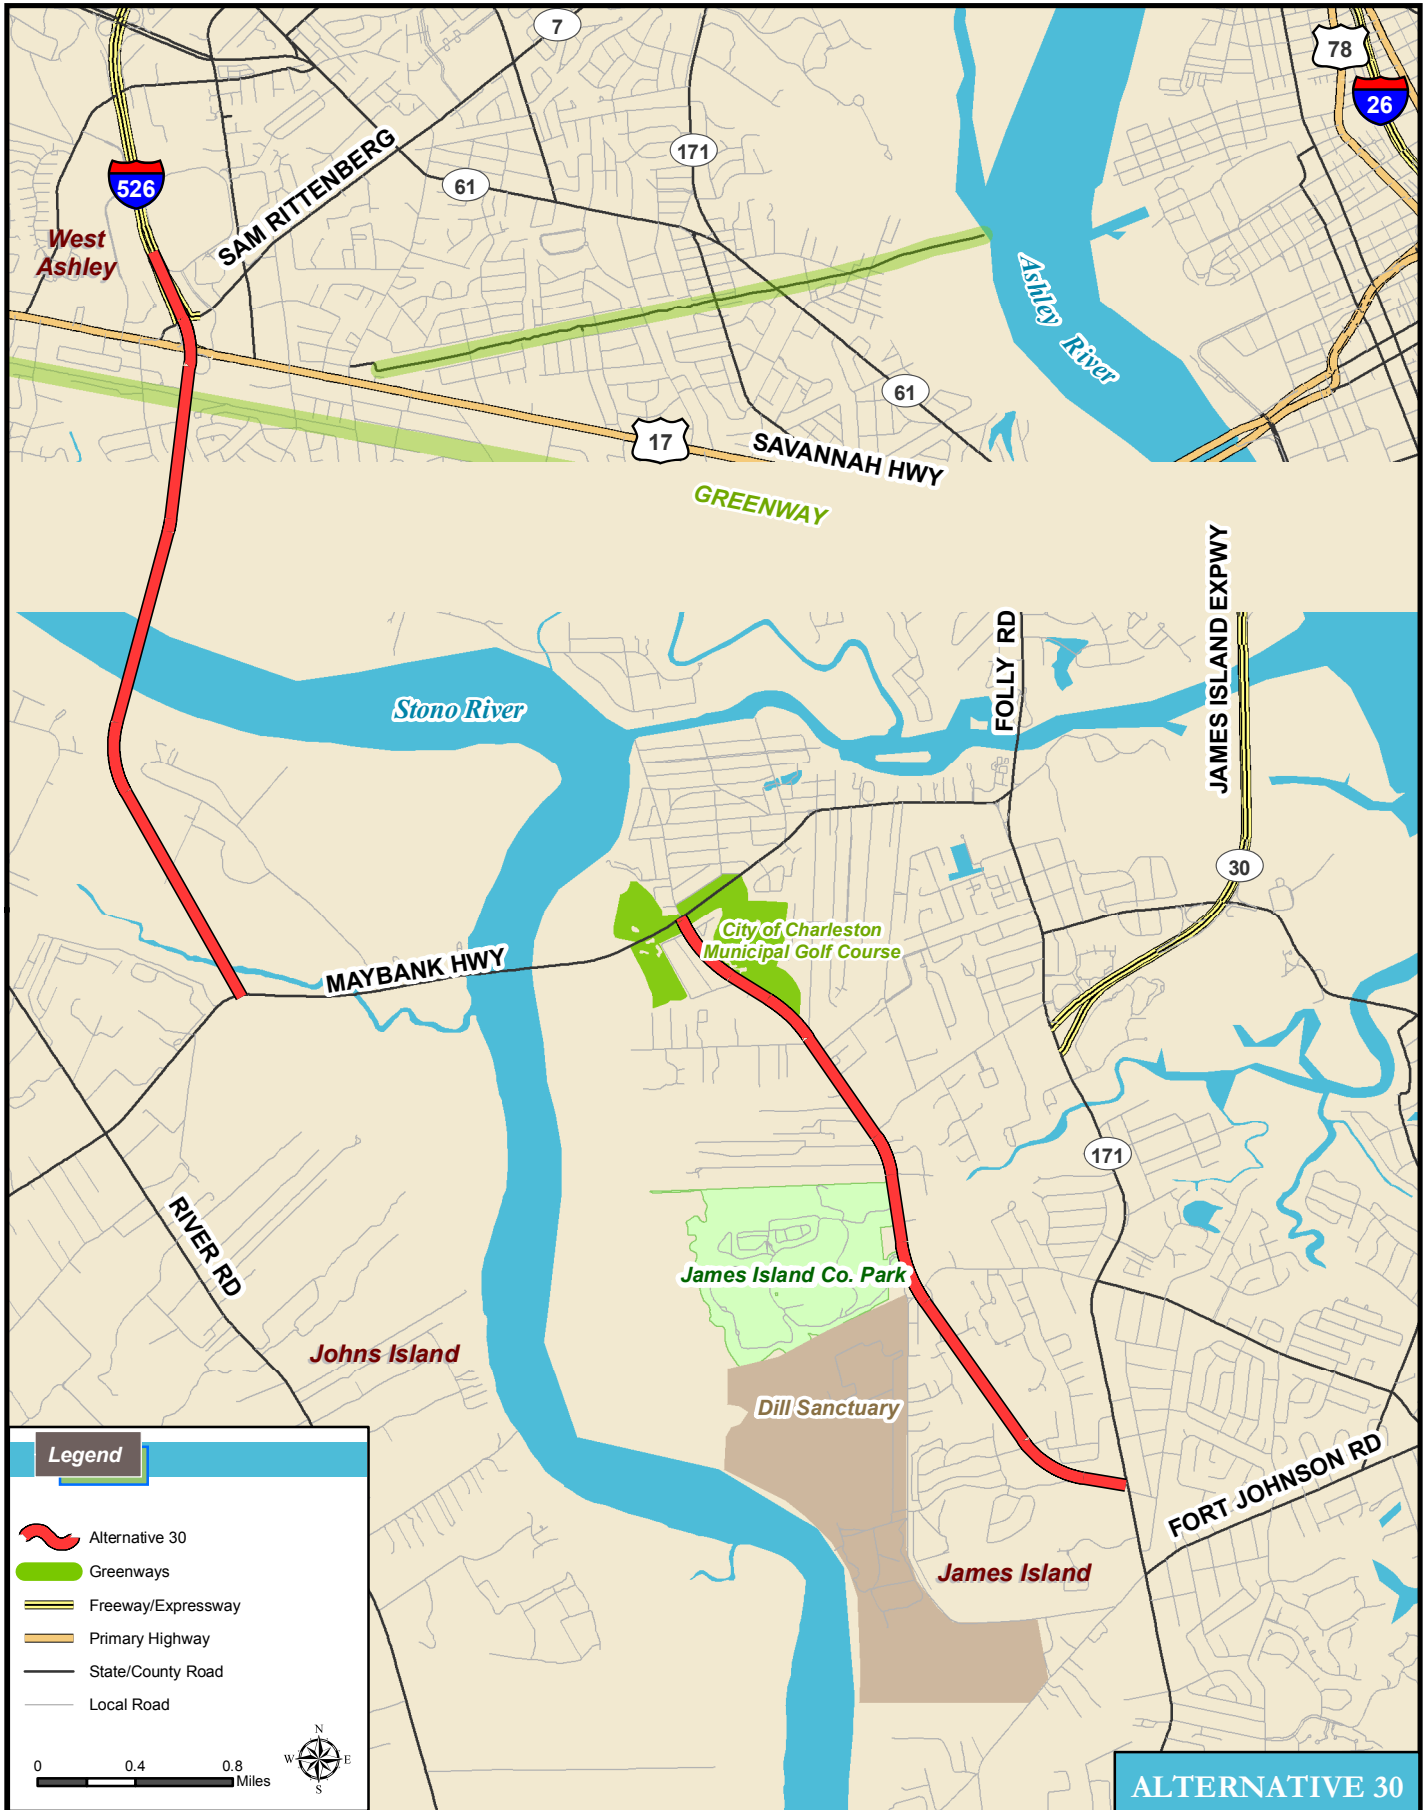 7
78
26
171
526
61
SAM RITTENBERG
West
Ashley
Ashley
River
61
17
SAVANNAH HWY
GREENWAY
JAMES ISLAND EXPWY
FOLLY RD
Stono River
30
City of Charleston
Municipal Golf Course
MAYBANK HWY
171
RIVER RD
James Island Co. Park
Johns Island
Dill Sanctuary
FORT JOHNSON RD
James Island
Legend
Alternative 30
Greenways
Freeway/Expressway
Primary Highway
State/County Road
Local Road
N
W E
S
0 0.4 0.8
Miles
ALTERNATIVE 30